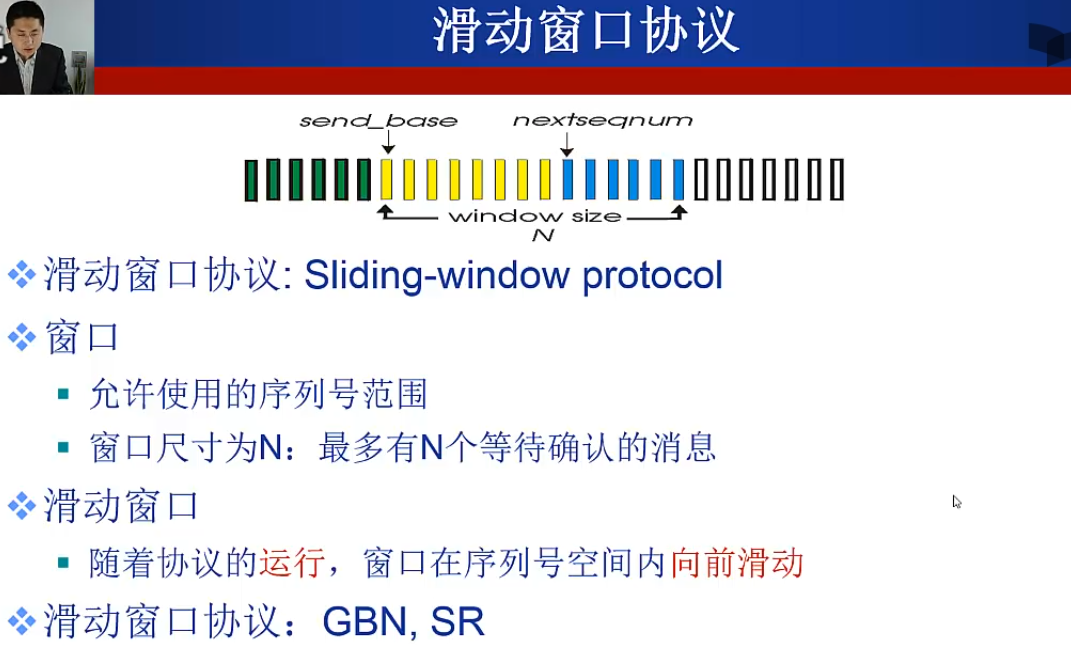 滑动窗口协议
send_base nextseqnum
window size
N
滑动窗口协议: Sliding-window protocol
窗口
允许使用的序列号范围
窗口尺寸为N：最多有N个等待确认的消息
滑动窗口
随着协议的运行，窗口在序列号空间内向前滑动
滑动窗口协议：GBN, SR